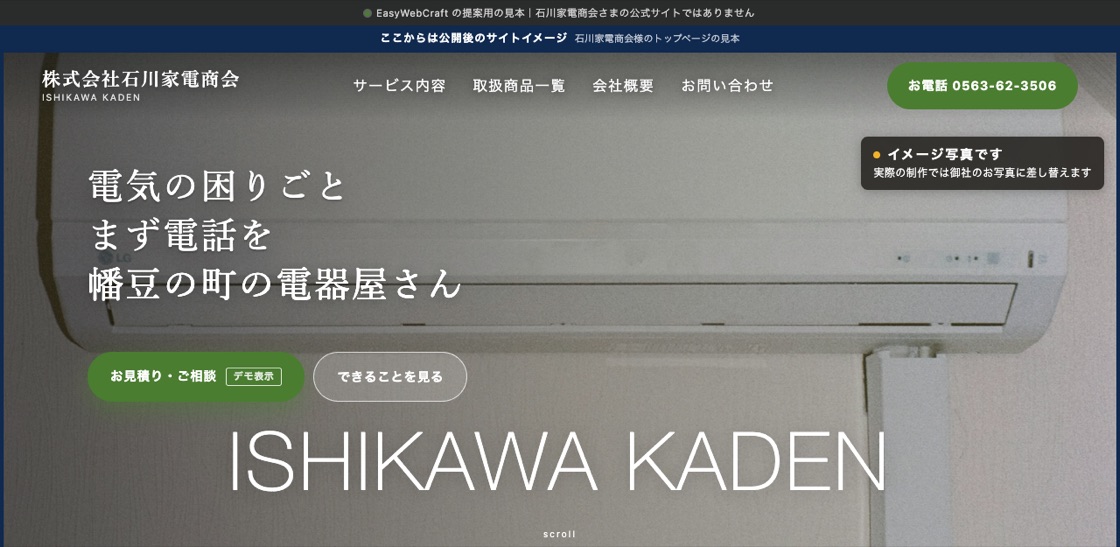 EasyWebCraft の提案用の見本｜石川家電商会さまの公式サイトではありません
ここからは公開後のサイトイメージ 石川家電商会様のトップページの見本
株式会社石川家電商会
ISHIKAWA KADEN
サービス内容 取扱商品一覧 会社概要 お問い合わせ
お電話 0563-62-3506
イメージ写真です
実際の制作では御社のお写真に差し替えます
電気の困りごと
まず電話を
幡豆の町の電器屋さん
LG
お見積り・ご相談 デモ表示
できることを見る
ISHIKAWA KADEN
scroll